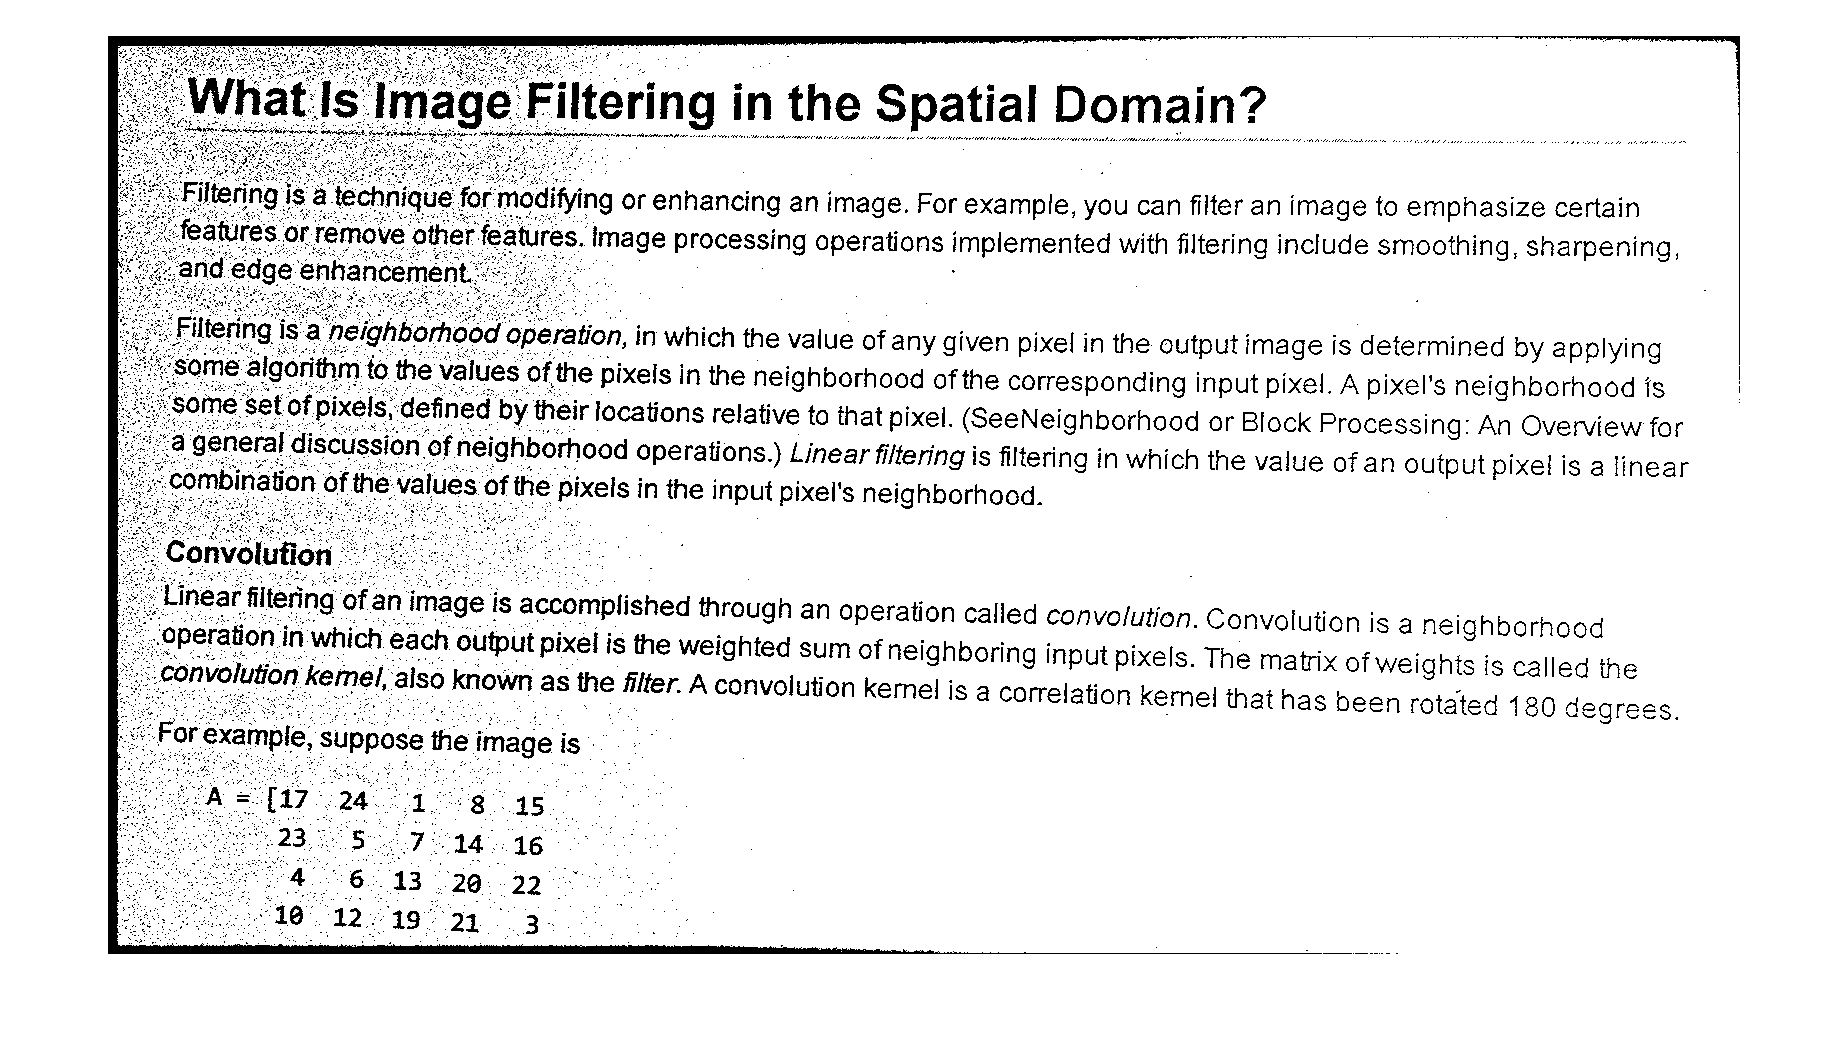 What Is Image Filtering in the Spatial Domain?
Filtering is a technique for modifying or enhancing an image. For example, you can filter an image to emphasize certain
features or remove other features. Image processing operations implemented with filtering include smoothing, sharpening,
and edge enhancement.
Filtering is a neighborhood operation, in which the value of any given pixel in the output image is determined by applying
some algorithm to the values of the pixels in the neighborhood of the corresponding input pixel. A pixel's neighborhood is
some set of pixels, defined by their locations relative to that pixel. (SeeNeighborhood or Block Processing: An Overview for
a general discussion of neighborhood operations.) Linear filtering is filtering in which the value of an output pixel is a linear
combination of the values of the pixels in the input pixel's neighborhood.
Convolution
Linear filtering of an image is accomplished through an operation called convolution. Convolution is a neighborhood
operation in which each output pixel is the weighted sum of neighboring input pixels. The matrix of weights is called the
convolution kernel, also known as the filter. A convolution kernel is a correlation kernel that has been rotated 180 degrees.
For example, suppose the image is
A = [17 24 1 8 15
23 5 7 14 16
4 6 13 20 22
10 12 19 21 3